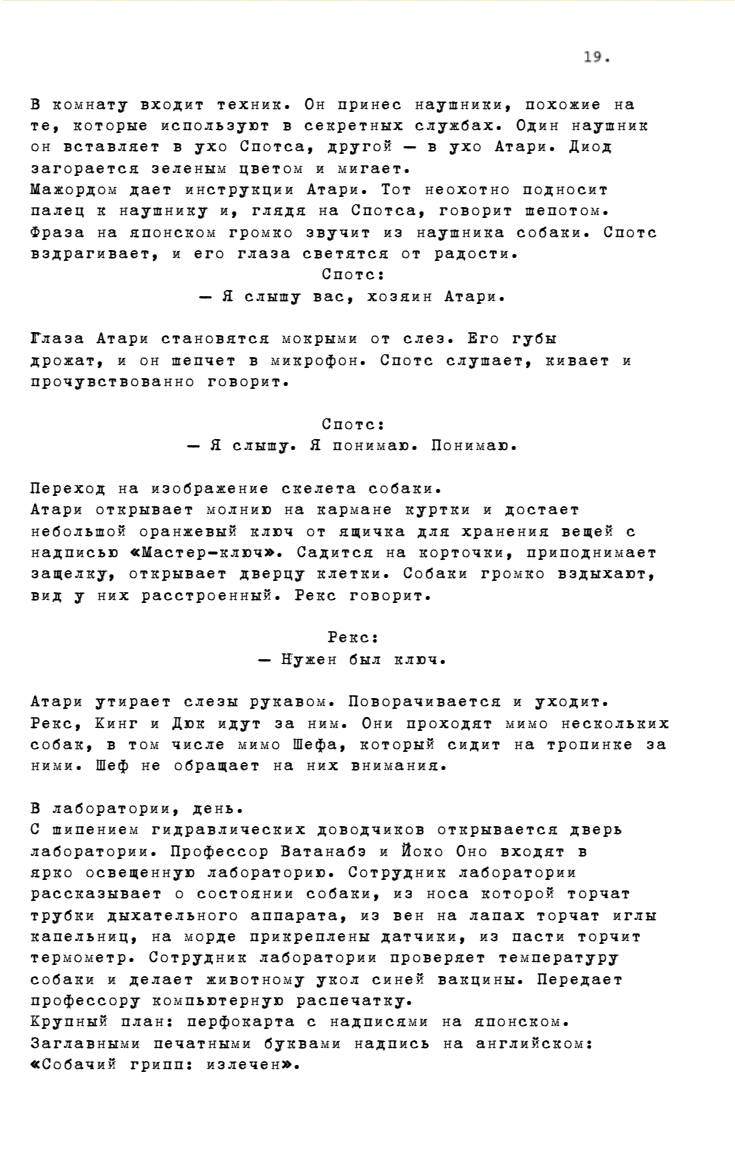 19.
В комнату входит техник. Он принес наушники, похожие на
те, которые используют в секретных службах. Один наушник
он вставляет в ухо Спотса, другой — в ухо Атари. Диод
загорается зеленым цветом и мигает.
Мажордом дает инструкции Атари. Тот неохотно подносит
палец к наушнику и, глядя на Спотса, говорит шепотом.
Фраза на японском громко звучит из наушника собаки. Спотс
вздрагивает, и его глаза светятся от радости.
Спотс:
— Я слышу вас, хозяин Атари.
Глаза Атари становятся мокрыми от слез. Его губы
дрожат, и он шепчет в микрофон. Спотс слушает, кивает и
прочувствованно говорит.
Спотс:
— Я слышу. Я понимаю. Понимаю.
Переход на изображение скелета собаки.
Атари открывает молнию на кармане куртки и достает
небольшой оранжевый ключ от ящичка для хранения вещей с
надписью «Мастер-ключ». Садится на корточки, приподнимает
защелку, открывает дверцу клетки. Собаки громко вздыхают,
вид у них расстроенный. Рекс говорит.
Рекс:
— Нужен был ключ.
Атари утирает слезы рукавом. Поворачивается и уходит.
Рекс, Кинг и Дюк идут за ним. Они проходят мимо нескольких
собак, в том числе мимо Шефа, который сидит на тропинке за
ними. Шеф не обращает на них внимания.
В лаборатории, день.
С шипением гидравлических доводчиков открывается дверь
лаборатории. Профессор Ватанабэ и Йоко Оно входят в
ярко освещенную лабораторию. Сотрудник лаборатории
рассказывает о состоянии собаки, из носа которой торчат
трубки дыхательного аппарата, из вен на лапах торчат иглы
капельниц, на морде прикреплены датчики, из пасти торчит
термометр. Сотрудник лаборатории проверяет температуру
собаки и делает животному укол синей вакцины. Передает
профессору компьютерную распечатку.
Крупный план: перфокарта с надписями на японском.
Заглавными печатными буквами надпись на английском:
«Собачий грипп: излечен».